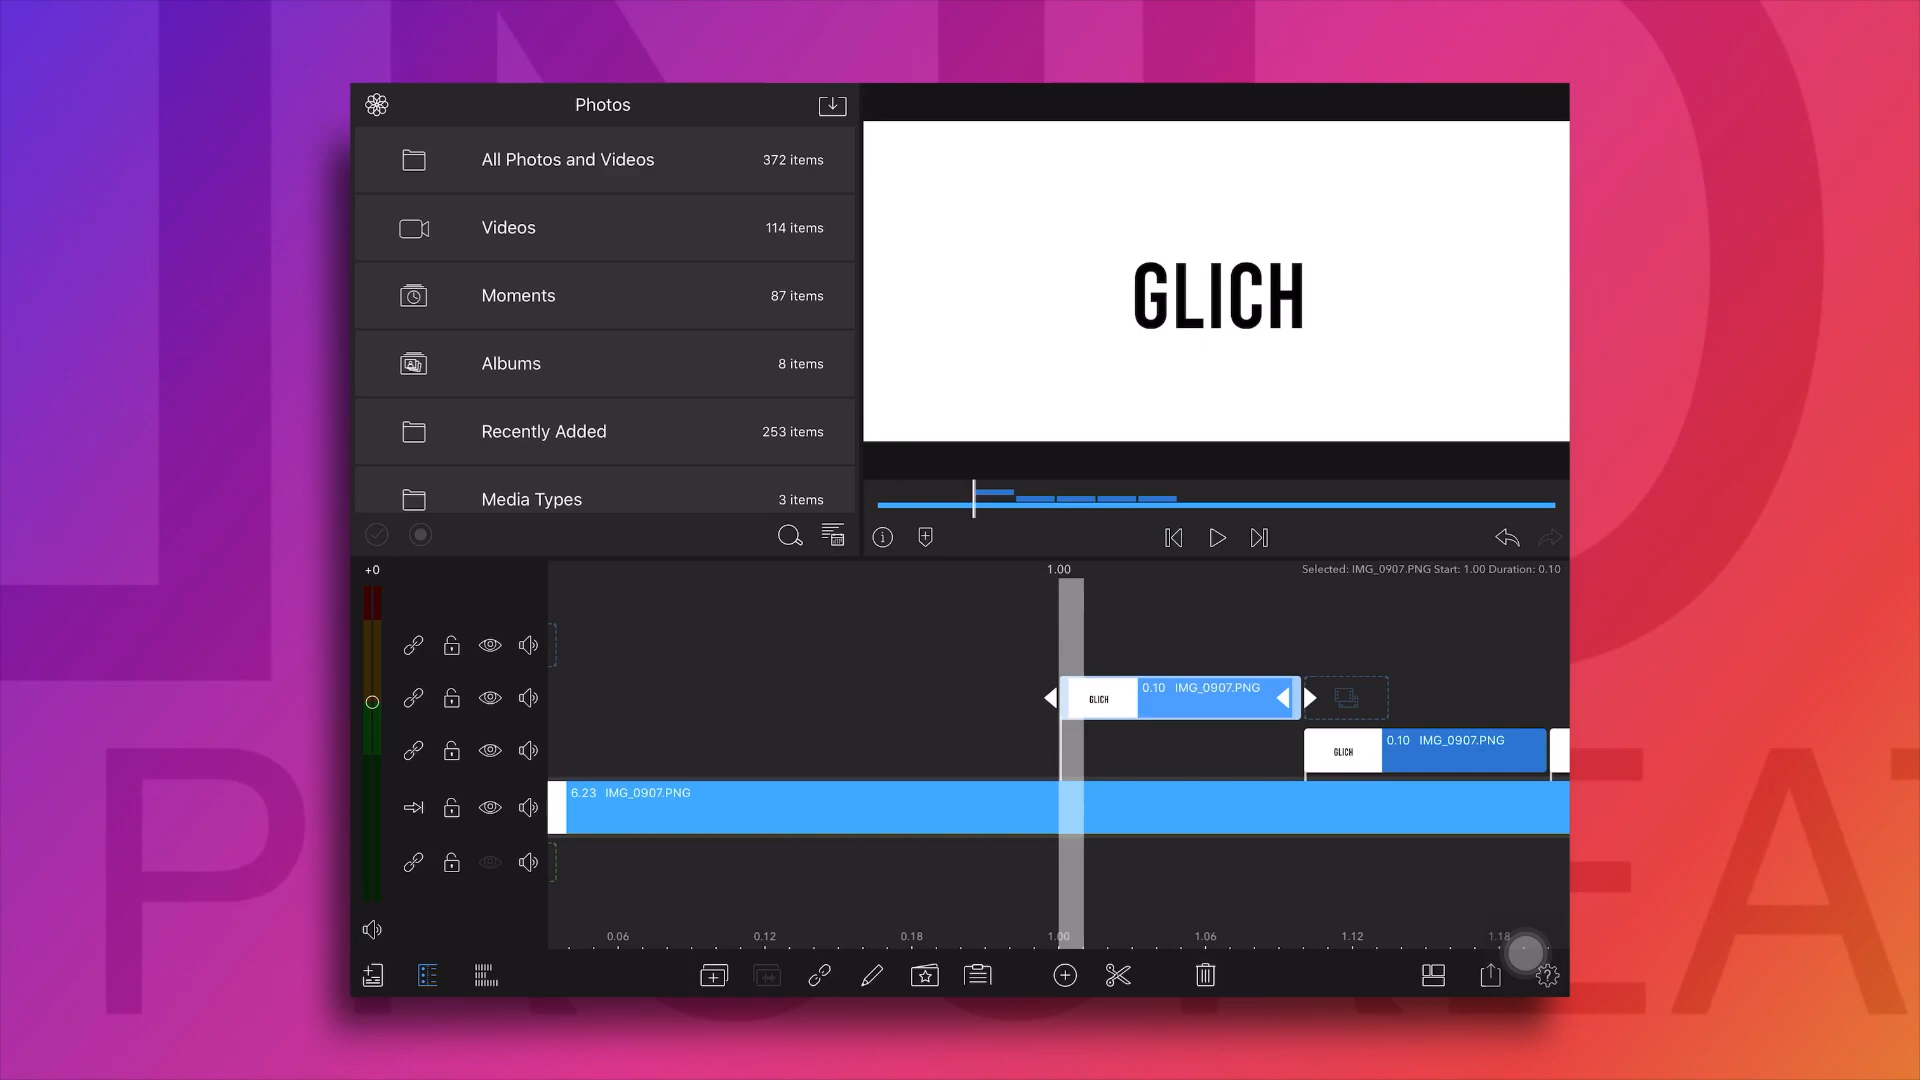 Photos
All Photos and Videos 372 items
Videos 114 items
Moments 87 items
Albums 8 items
Recently Added 253 items
Media Types 3 items
GLICH
+0
1.00
Selected: IMG_0907.PNG Start: 1.00 Duration: 0.10
GLICH 0.10 IMG_0907.PNG
GLICH 0.10 IMG_0907.PNG
6.23 IMG_0907.PNG
0.06 0.12 0.18 1.00 1.06 1.12 1.18